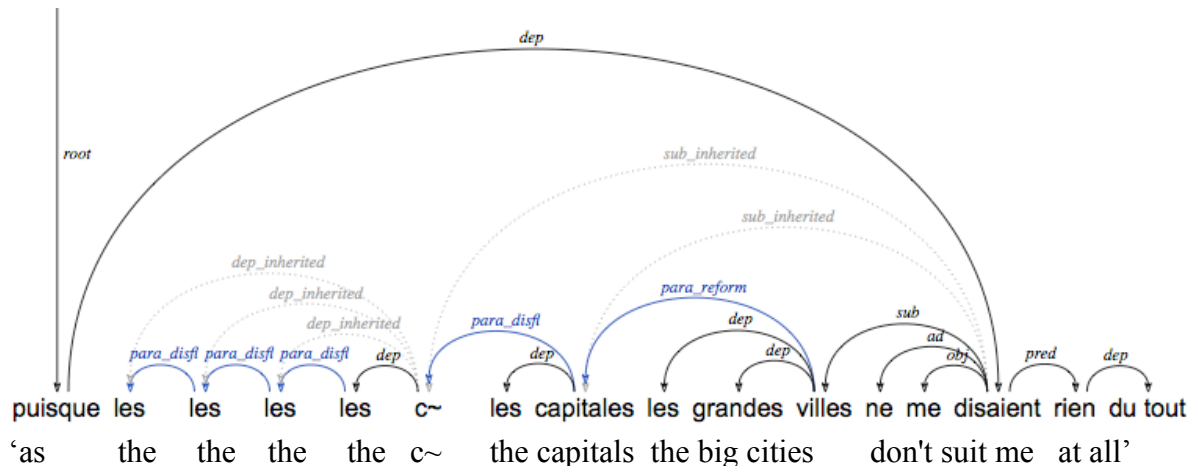 dep
root
sub_inherited
sub_inherited
dep_inherited
dep_inherited
para_reform
dep_inherited
para_disfl
sub
dep
ad
para_disfl para_disfl para_disfl dep dep dep obj pred dep
puisque les les les les c~ les capitales les grandes villes ne me disaient rien du tout
‘as the the the the c~ the capitals the big cities don't suit me at all’